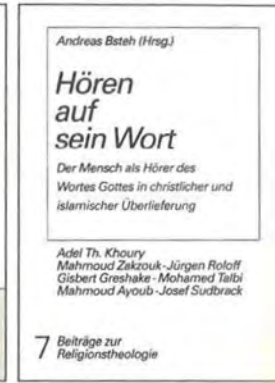 Andreas Bsteh (Hrsg.)
Hören
auf
sein Wort
Der Mensch als Hörer des
Wortes Gottes in christlicher und
islamischer Überlieferung
Adel Th. Khoury
Mahmoud Zakzouk-Jürgen Roloff
Gisbert Greshake-Mohamed Talbi
Mahmoud Ayoub-Josef Sudbrack
7 Beiträge zur
Religionstheologie